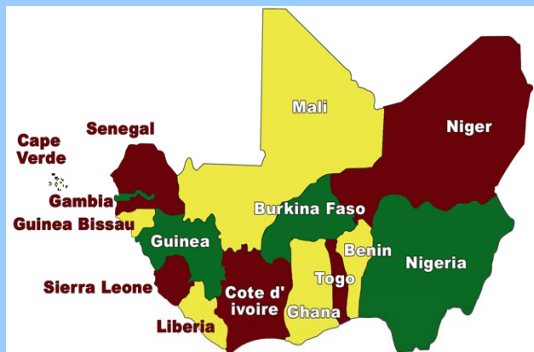 Mali
Niger
Senegal
Cape
Verde
Gambia
Burkina Faso
Guinea Bissau
Guinea
Benin
Nigeria
Togo
Sierra Leone
Cote d'
ivoire
Ghana
Liberia